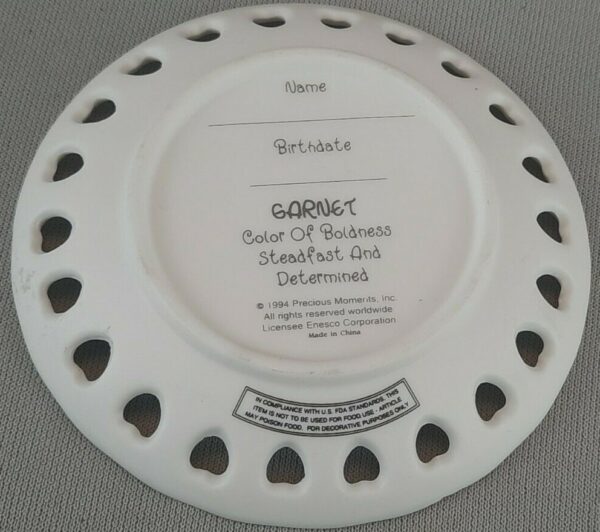 Name
Birthdate
GARNET
Color Of Boldness
Steadfast And
Determined
© 1994 Precious Moments, Inc.
All rights reserved worldwide
Licensee Enesco Corporation
Made in China
IN COMPLIANCE WITH U.S. FDA STANDARDS. THIS
ITEM IS NOT TO BE USED FOR FOOD USE - ARTICLE
MAY POISON FOOD. FOR DECORATIVE PURPOSES ONLY